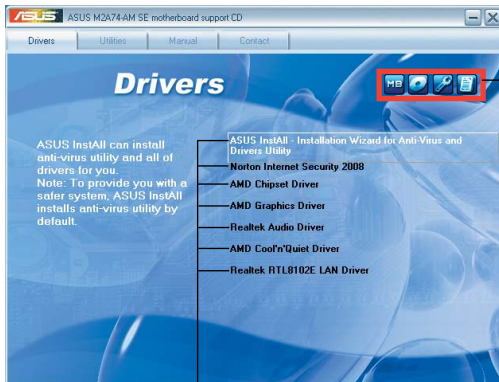 ASUS ASUS M2A74-AM SE motherboard support CD
Drivers Utilities Manual Contact
Drivers
MB
ASUS InstAll can install
anti-virus utility and all of
drivers for you.
Note: To provide you with a
safer system, ASUS InstAll
installs anti-virus utility by
default.
ASUS InstAll - Installation Wizard for Anti-Virus and
Drivers Utility
Norton Internet Security 2008
AMD Chipset Driver
AMD Graphics Driver
Realtek Audio Driver
AMD Cool'n'Quiet Driver
Realtek RTL8102E LAN Driver